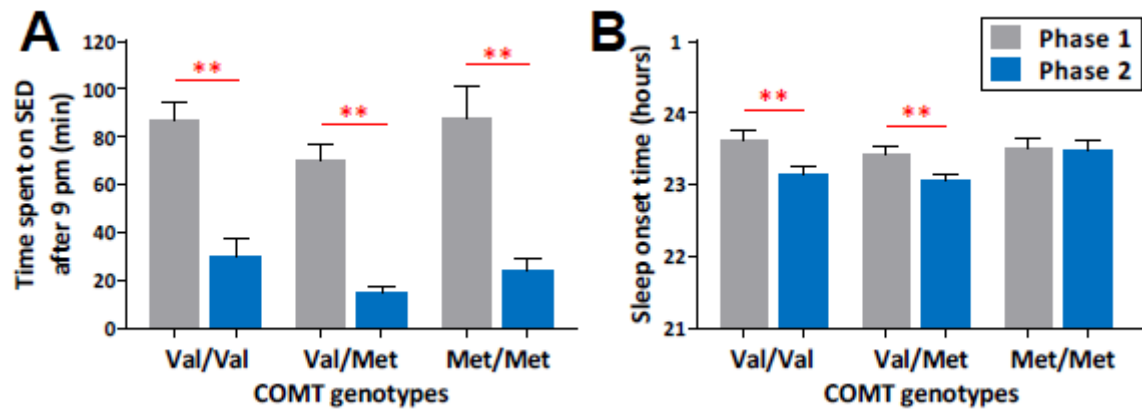 A
Time spent on SED
after 9 pm (min)
120
100
80
60
40
20
0
**
**
**
Val/Val
Val/Met
Met/Met
COMT genotypes
B
Sleep onset time (hours)
1
24
23
22
21
**
**
Phase 1
Phase 2
Val/Val
Val/Met
Met/Met
COMT genotypes